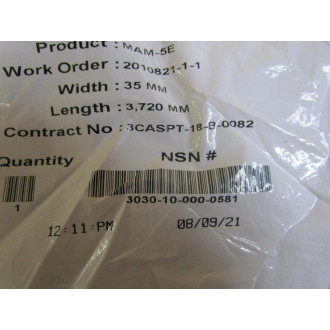 Product : MAM-5E
Work Order : 2010821-1-1
Width : 35 MM
Length : 3,720 MM
Contract No : 3CASPT-18-B-0082
Quantity NSN #
1 3030-10-000-0581
12:11:PM 08/09/21